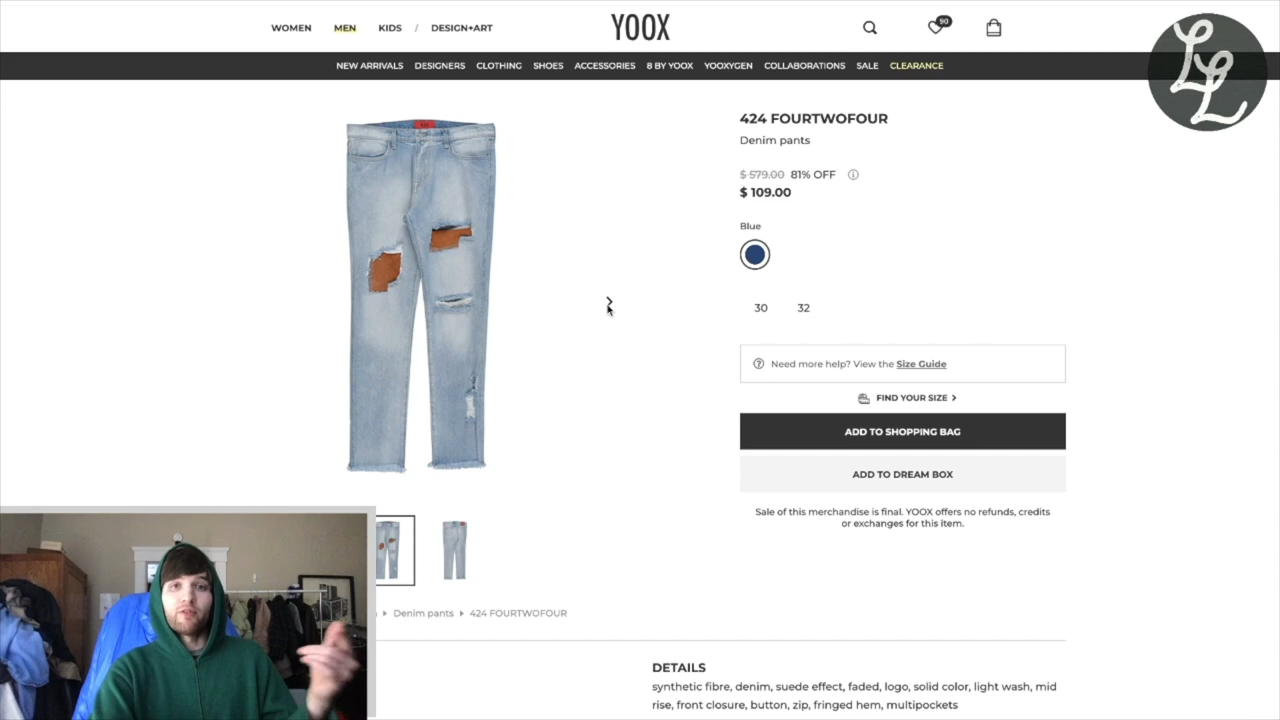 WOMEN MEN KIDS / DESIGN+ART
YOOX
90
LL
NEW ARRIVALS DESIGNERS CLOTHING SHOES ACCESSORIES 8 BY YOOX YOOXYGEN COLLABORATIONS SALE CLEARANCE
424 FOURTWOFOUR
Denim pants
$ 579.00 81% OFF
$ 109.00
Blue
30 32
Need more help? View the Size Guide
FIND YOUR SIZE >
ADD TO SHOPPING BAG
ADD TO DREAM BOX
Sale of this merchandise is final. YOOX offers no refunds, credits
or exchanges for this item.
Denim pants 424 FOURTWOFOUR
DETAILS
synthetic fibre, denim, suede effect, faded, logo, solid color, light wash, mid
rise, front closure, button, zip, fringed hem, multipockets